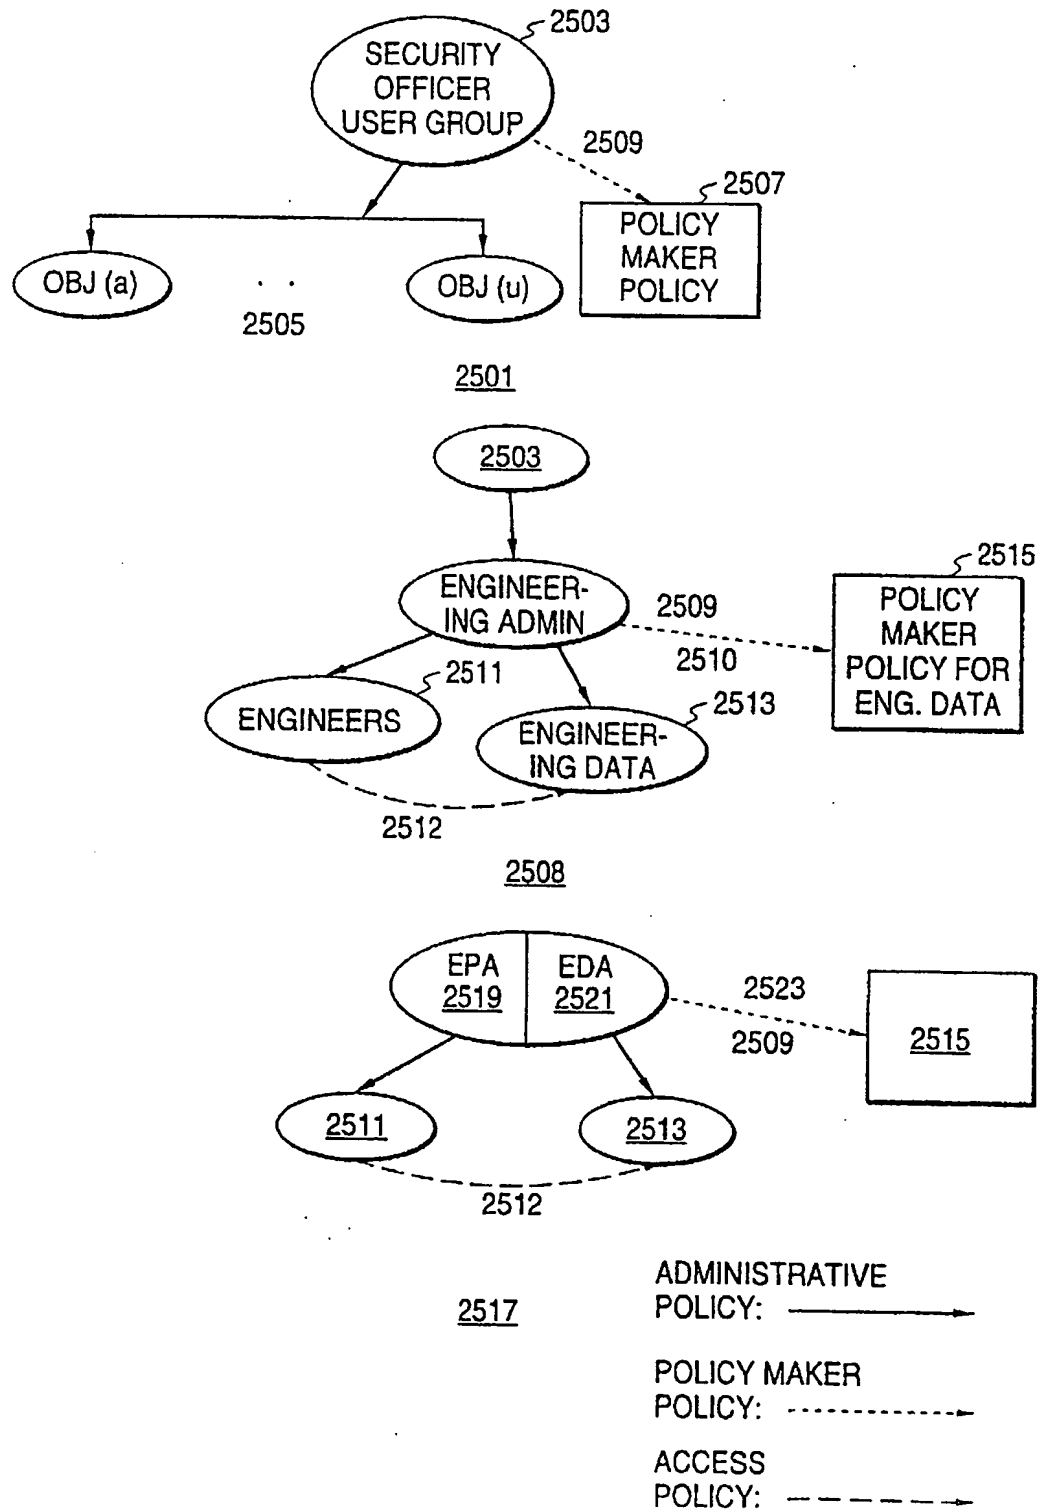 2503
SECURITY
OFFICER
USER GROUP
2509
2507
POLICY
MAKER
POLICY
OBJ (a)
. .
OBJ (u)
2505
2501
2503
ENGINEER-
ING ADMIN
2509
2510
2515
POLICY
MAKER
POLICY FOR
ENG. DATA
2511
ENGINEERS
2513
ENGINEER-
ING DATA
2512
2508
EPA
2519
EDA
2521
2523
2509
2515
2511
2513
2512
2517
ADMINISTRATIVE
POLICY:
POLICY MAKER
POLICY:
ACCESS
POLICY: